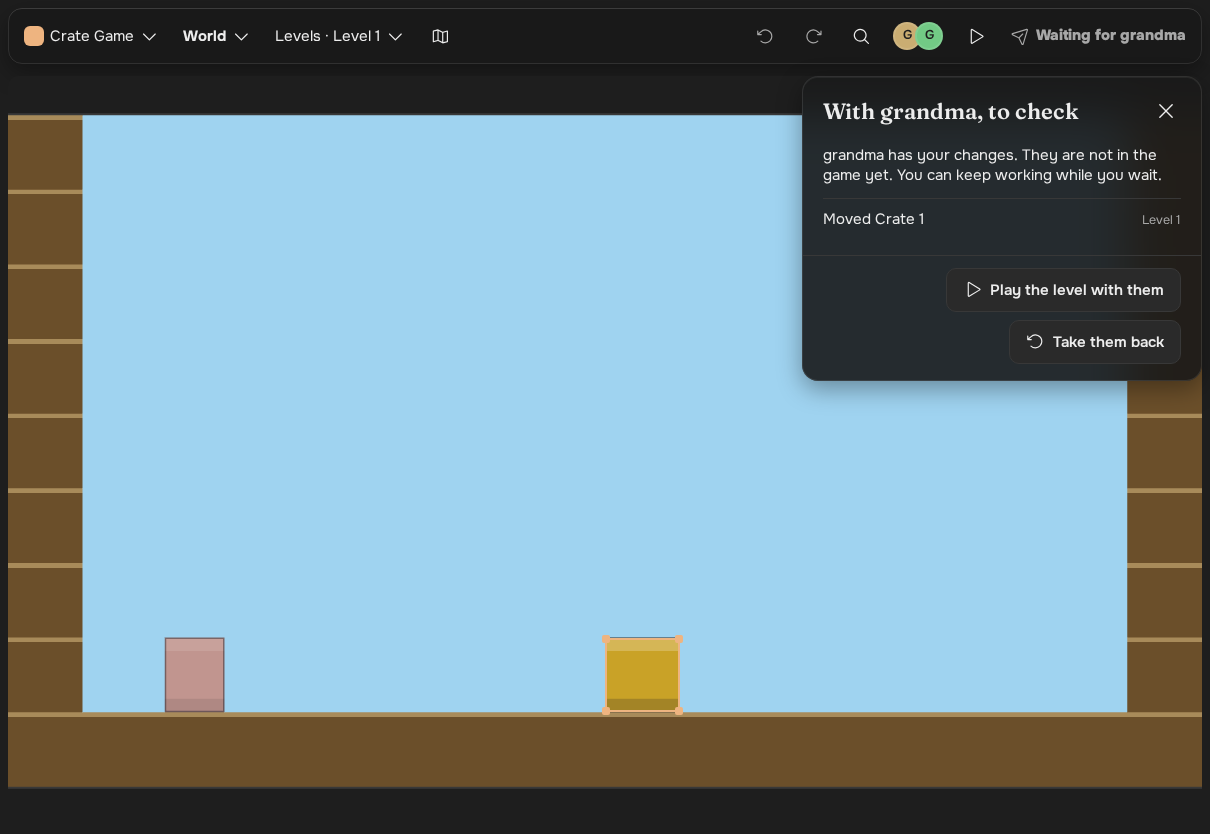 Crate Game
World
Levels · Level 1
G
G
Waiting for grandma
With grandma, to check
grandma has your changes. They are not in the
game yet. You can keep working while you wait.
Moved Crate 1
Level 1
Play the level with them
Take them back